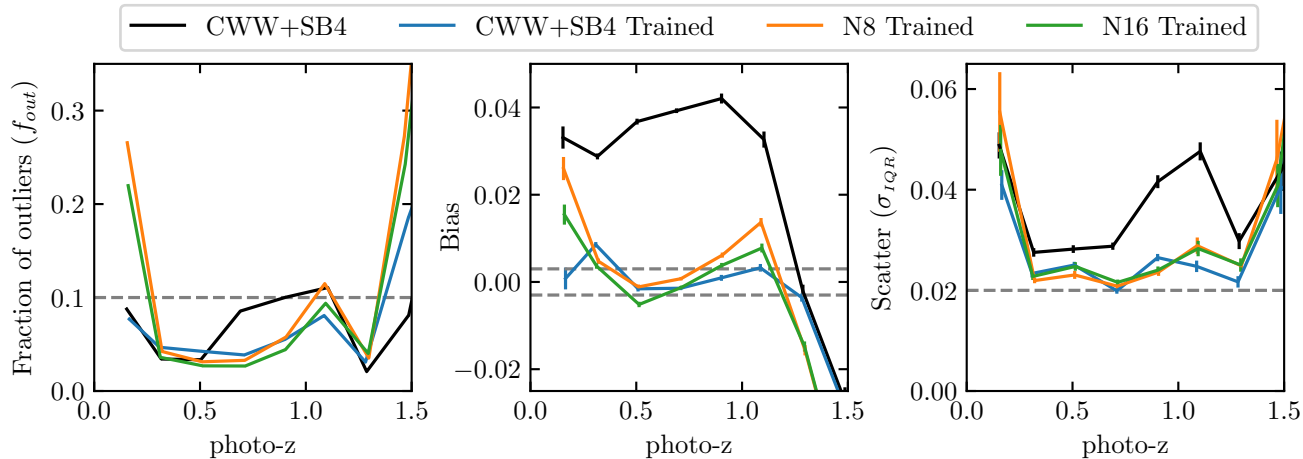 CWW+SB4 CWW+SB4 Trained N8 Trained N16 Trained
Fraction of outliers (f_out)
0.3
0.2
0.1
0.0
0.0 0.5 1.0 1.5
photo-z
Bias
0.04
0.02
0.00
−0.02
0.0 0.5 1.0 1.5
photo-z
Scatter (σ_IQR)
0.06
0.04
0.02
0.00
0.0 0.5 1.0 1.5
photo-z